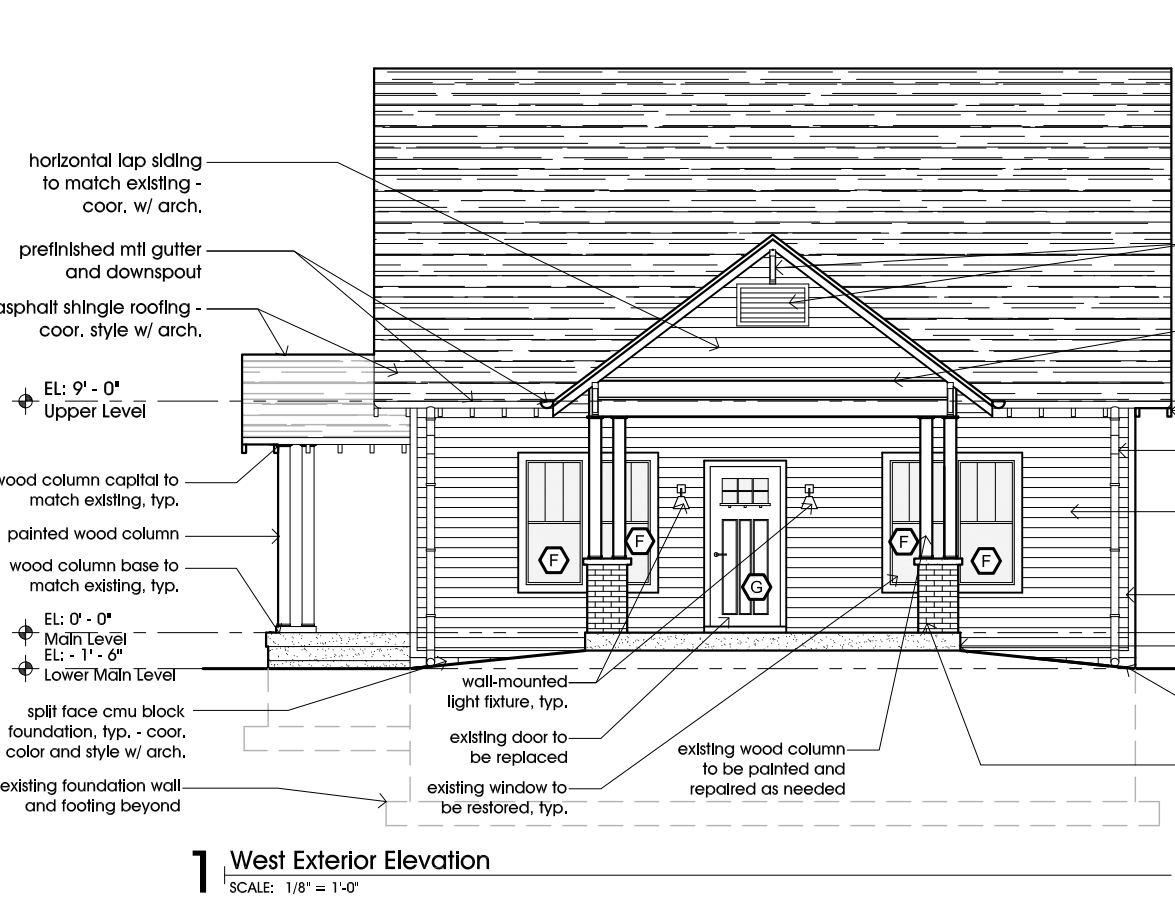 horizontal lap siding
to match existing -
coor. w/ arch.
prefinished mtl gutter
and downspout
asphalt shingle roofing -
coor. style w/ arch.
EL: 9' - 0"
Upper Level
wood column capital to
match existing, typ.
painted wood column
wood column base to
match existing, typ.
EL: 0' - 0"
Main Level
EL: - 1' - 6"
Lower Main Level
split face cmu block
foundation, typ. - coor.
color and style w/ arch.
existing foundation wall
and footing beyond
F
F
G
F
F
wall-mounted
light fixture, typ.
existing door to
be replaced
existing window to
be restored, typ.
existing wood column
to be painted and
repaired as needed
1
West Exterior Elevation
SCALE: 1/8" = 1'-0"